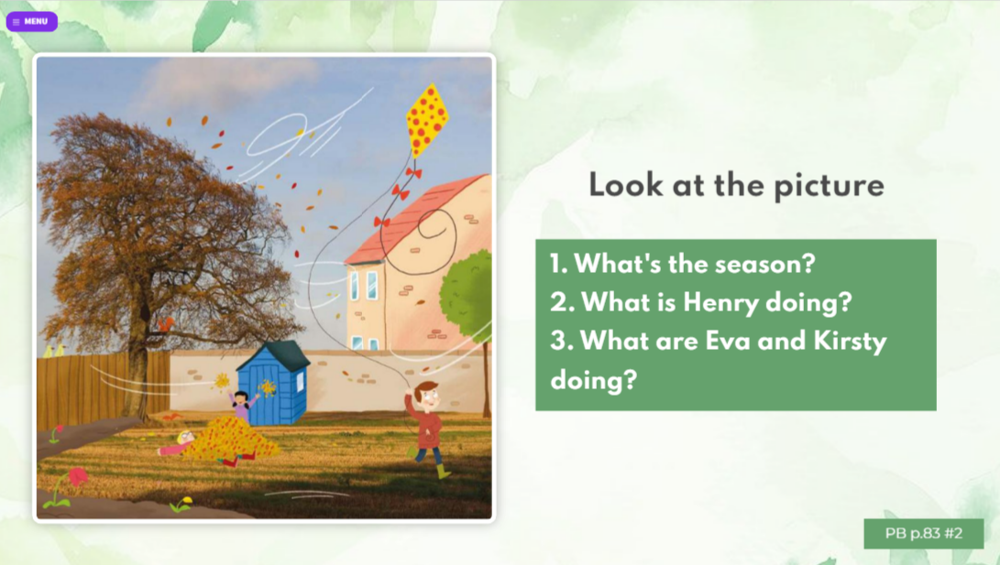 MENU
Look at the picture
1. What's the season?
2. What is Henry doing?
3. What are Eva and Kirsty
doing?
PB p.83 #2